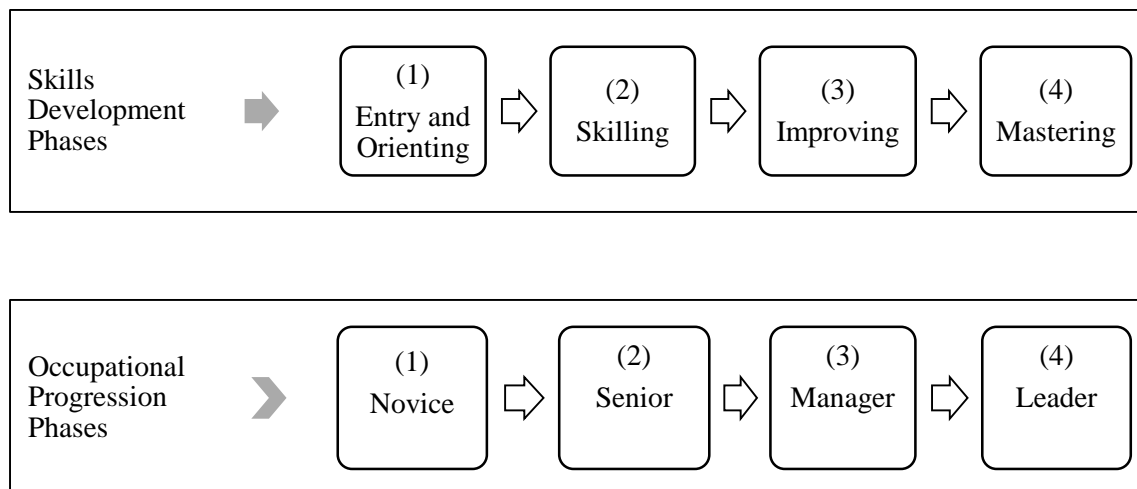 Skills
Development
Phases
(1)
Entry and
Orienting
(2)
Skilling
(3)
Improving
(4)
Mastering
Occupational
Progression
Phases
(1)
Novice
(2)
Senior
(3)
Manager
(4)
Leader